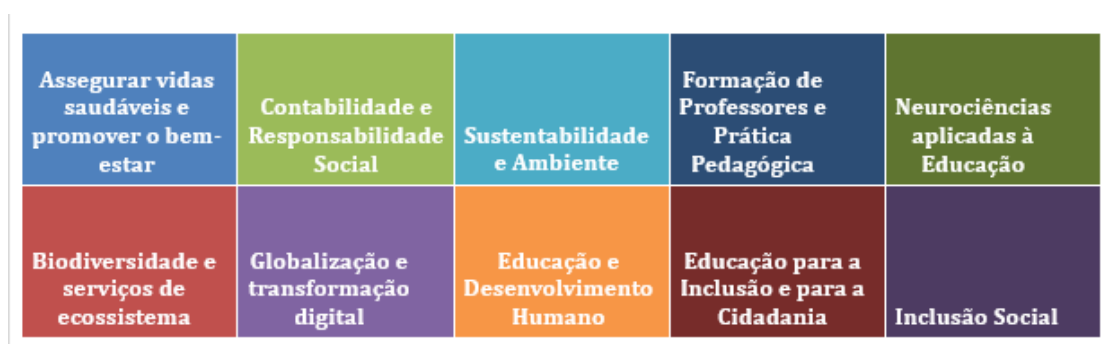 Assegurar vidas
saudáveis e
promover o bem-
estar
Contabilidade e
Responsabilidade
Social
Sustentabilidade
e Ambiente
Formação de
Professores e
Prática
Pedagógica
Neurociências
aplicadas à
Educação
Biodiversidade e
serviços de
ecossistema
Globalização e
transformação
digital
Educação e
Desenvolvimento
Humano
Educação para a
Inclusão e para a
Cidadania
Inclusão Social